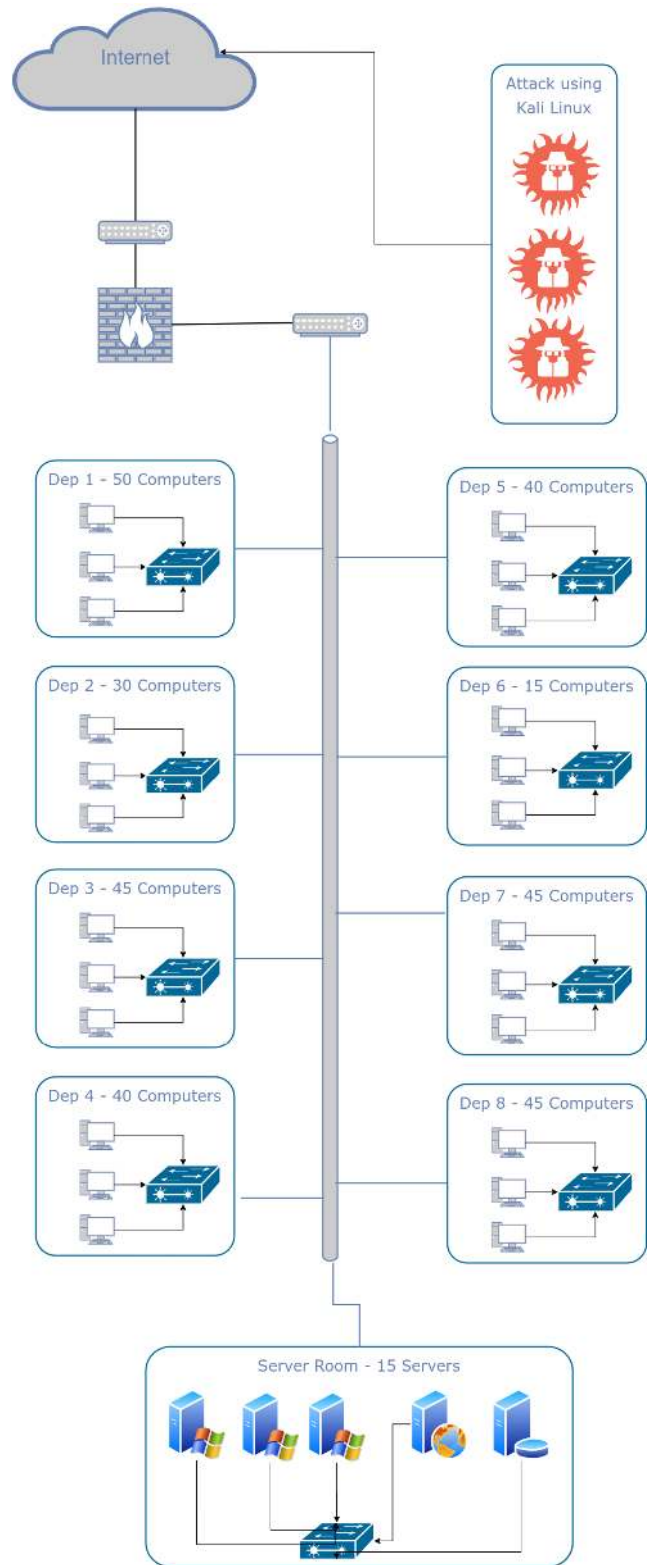 Internet
Attack using
Kali Linux
Dep 1 - 50 Computers
Dep 5 - 40 Computers
Dep 2 - 30 Computers
Dep 6 - 15 Computers
Dep 3 - 45 Computers
Dep 7 - 45 Computers
Dep 4 - 40 Computers
Dep 8 - 45 Computers
Server Room - 15 Servers